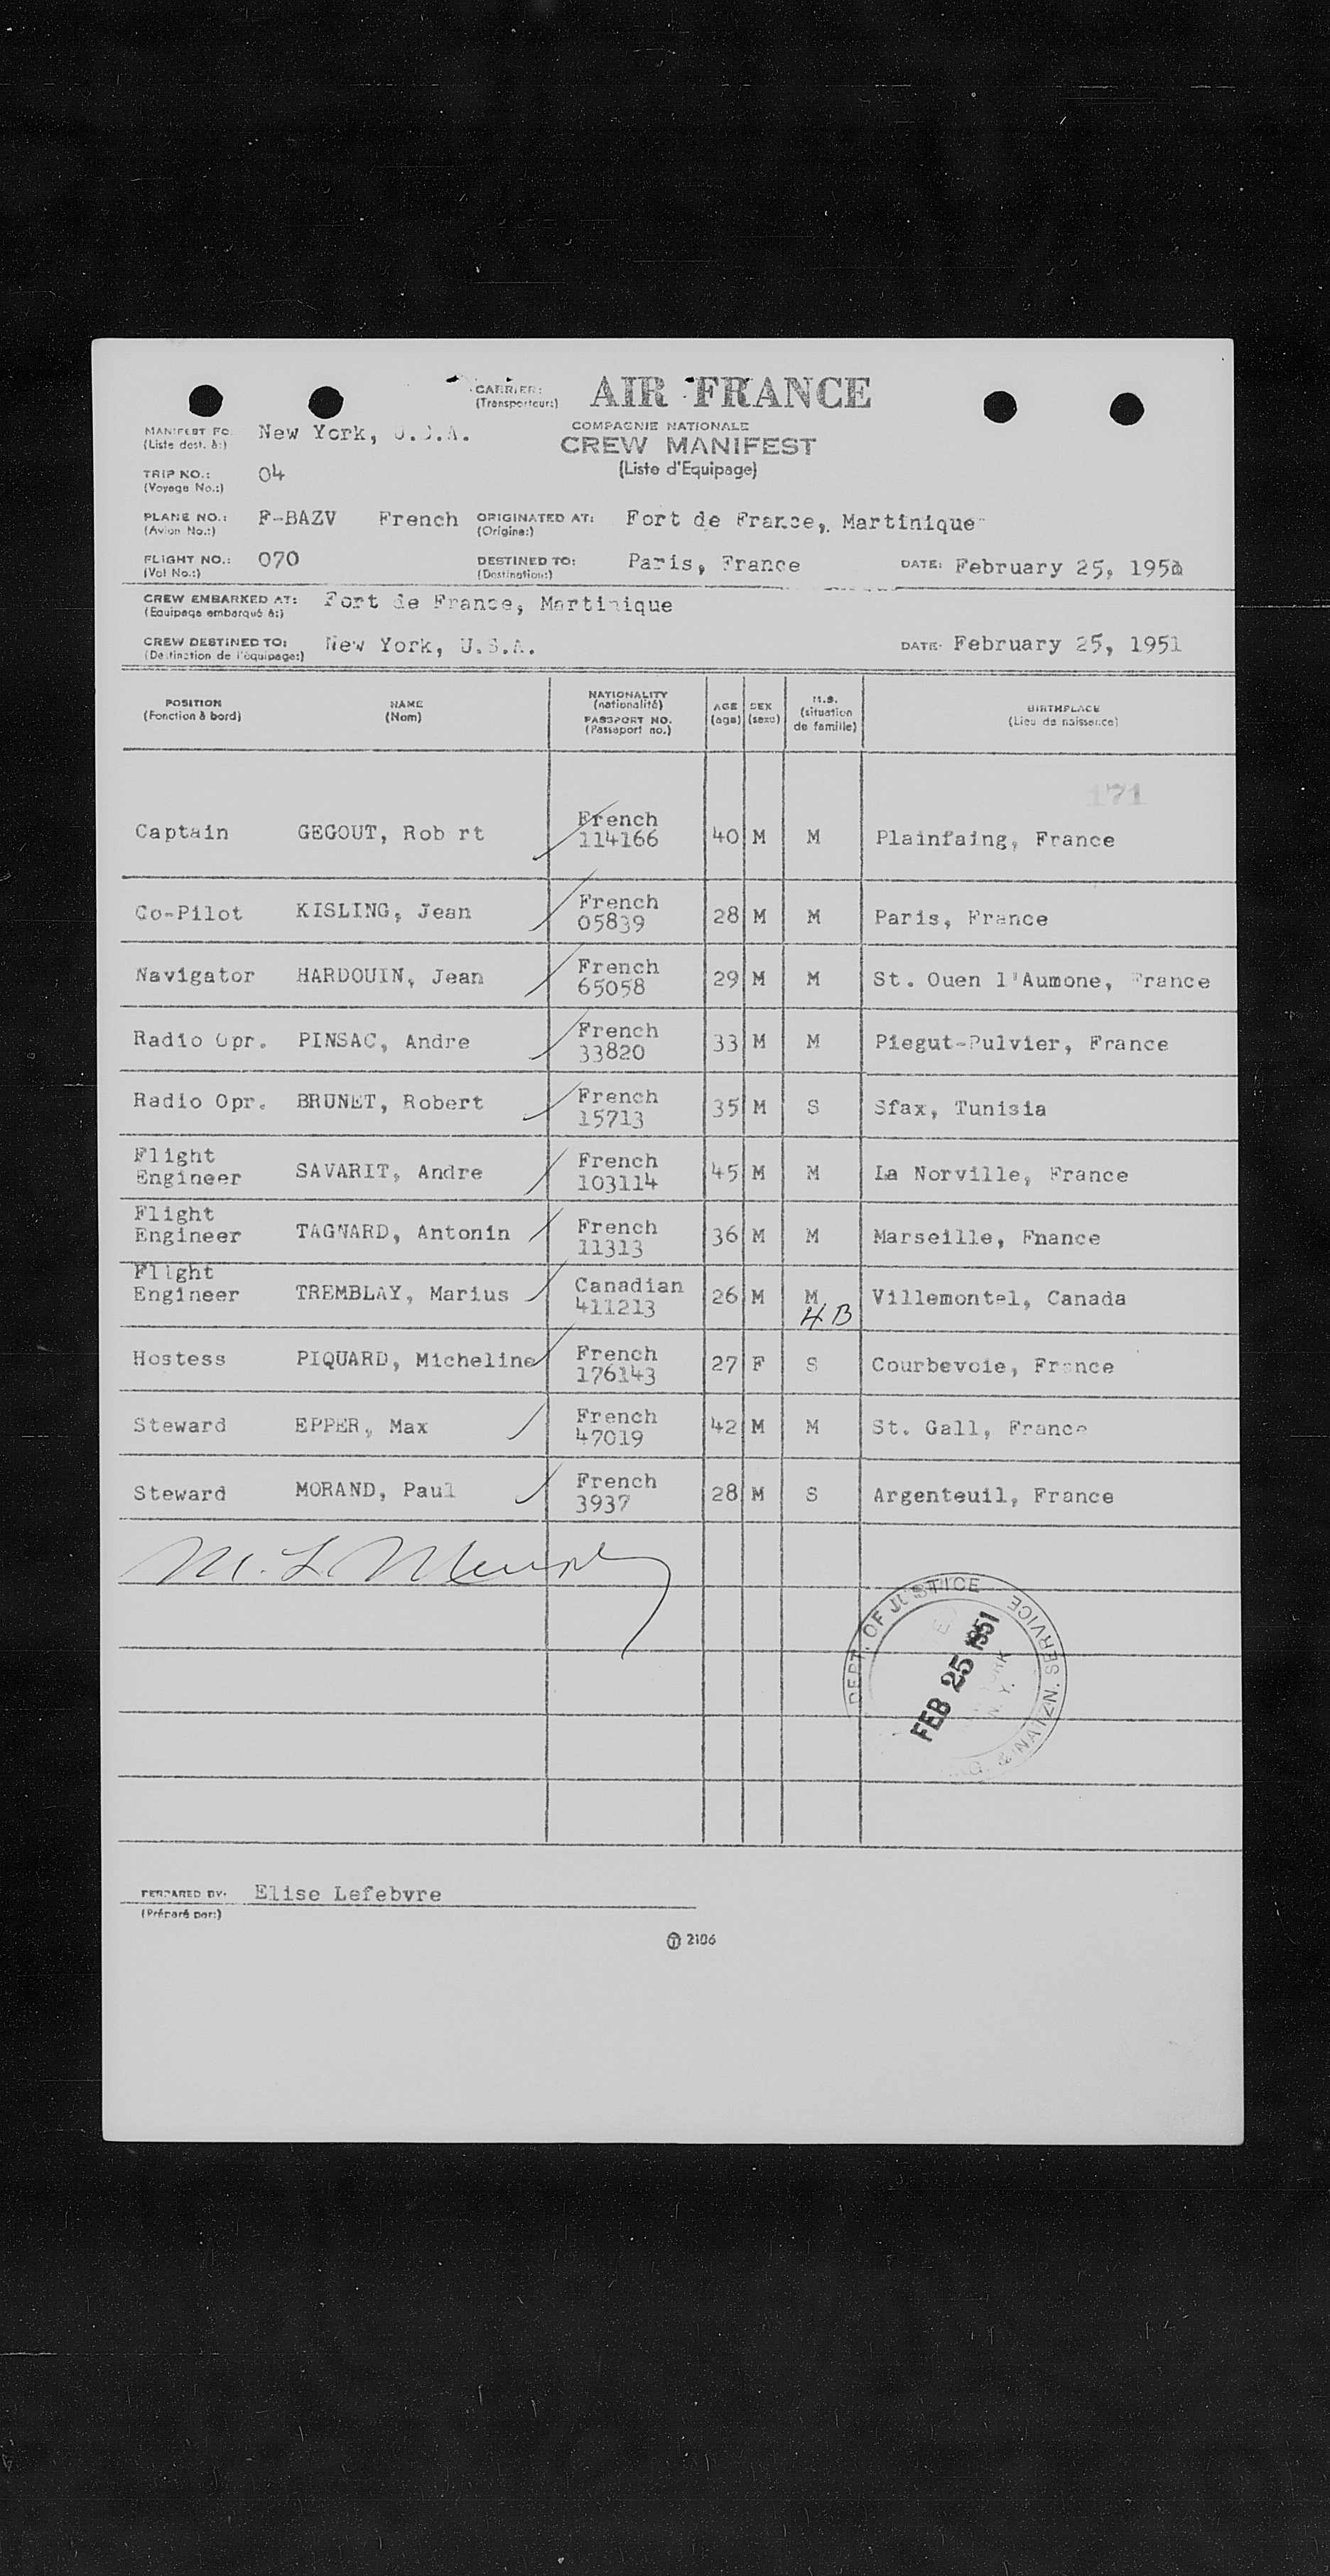 CARRIER: AIR FRANCE
(Transporteur:)
COMPAGNIE NATIONALE
CREW MANIFEST
(Liste d'Equipage)
MANIFEST FO. New York, U.S.A.
(Liste dest. à:)
TRIP NO.: 04
(Voyage No.:)
PLANE NO.: F-BAZV French ORIGINATED AT: Fort de France, Martinique
(Avion No.:) (Origine:)
FLIGHT NO.: 070 DESTINED TO: Paris, France DATE: February 25, 195
(Vol No.:) (Destination:)
CREW EMBARKED AT: Fort de France, Martinique
(Equipage embarqué à:)
CREW DESTINED TO: New York, U.S.A. DATE: February 25, 1951
(Destination de l'équipage:)
POSITION NAME NATIONALITY AGE SEX M.S. BIRTHPLACE
(Fonction à bord) (Nom) (nationalité) (age) (sexe) (situation de famille) (Lieu de naissance)
PASSPORT NO.
(Passeport no.)
171
Captain GEGOUT, Rob rt French 114166 40 M M Plainfaing, France
Co-Pilot KISLING, Jean French 05839 28 M M Paris, France
Navigator HARDOUIN, Jean French 65058 29 M M St. Ouen l'Aumone, France
Radio Opr. PINSAC, Andre French 33820 33 M M Piegut-Pulvier, France
Radio Opr. BRUNET, Robert French 15713 35 M S Sfax, Tunisia
Flight Engineer SAVARIT, Andre French 103114 45 M M La Norville, France
Flight Engineer TAGNARD, Antonin French 11313 36 M M Marseille, Fnance
Flight Engineer TREMBLAY, Marius Canadian 411213 26 M M Villemontel, Canada
4 B
Hostess PIQUARD, Micheline French 176143 27 F S Courbevoie, France
Steward EPPER, Max French 47019 42 M M St. Gall, France
Steward MORAND, Paul French 3937 28 M S Argenteuil, France
M. L. Murphy
DEPT. OF JUSTICE
& NATZN. SERVICE
FEB 25 1951
N. Y.
PREPARED BY: Elise Lefebvre
(Préparé par:)
2106